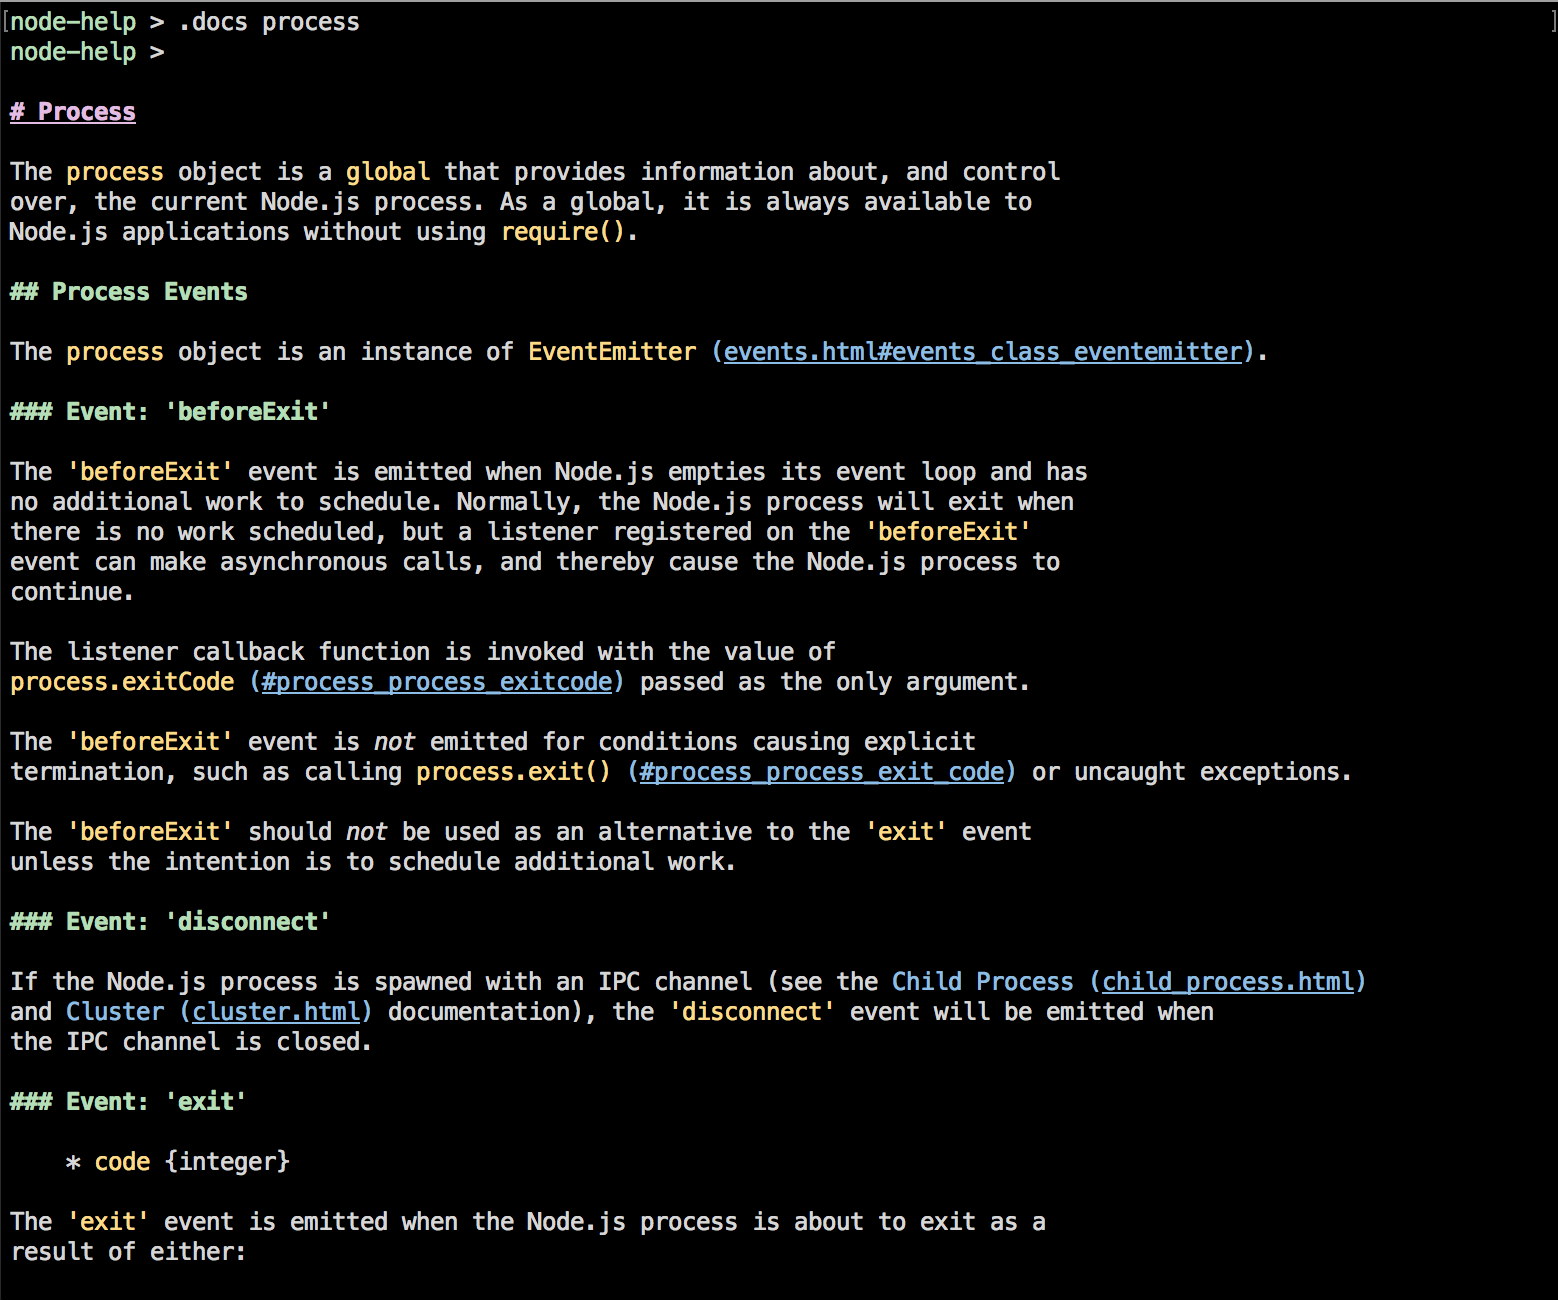 [node-help > .docs process ]
node-help >
# Process
The process object is a global that provides information about, and control
over, the current Node.js process. As a global, it is always available to
Node.js applications without using require().
## Process Events
The process object is an instance of EventEmitter (events.html#events_class_eventemitter).
### Event: 'beforeExit'
The 'beforeExit' event is emitted when Node.js empties its event loop and has
no additional work to schedule. Normally, the Node.js process will exit when
there is no work scheduled, but a listener registered on the 'beforeExit'
event can make asynchronous calls, and thereby cause the Node.js process to
continue.
The listener callback function is invoked with the value of
process.exitCode (#process_process_exitcode) passed as the only argument.
The 'beforeExit' event is not emitted for conditions causing explicit
termination, such as calling process.exit() (#process_process_exit_code) or uncaught exceptions.
The 'beforeExit' should not be used as an alternative to the 'exit' event
unless the intention is to schedule additional work.
### Event: 'disconnect'
If the Node.js process is spawned with an IPC channel (see the Child Process (child_process.html)
and Cluster (cluster.html) documentation), the 'disconnect' event will be emitted when
the IPC channel is closed.
### Event: 'exit'
* code {integer}
The 'exit' event is emitted when the Node.js process is about to exit as a
result of either: